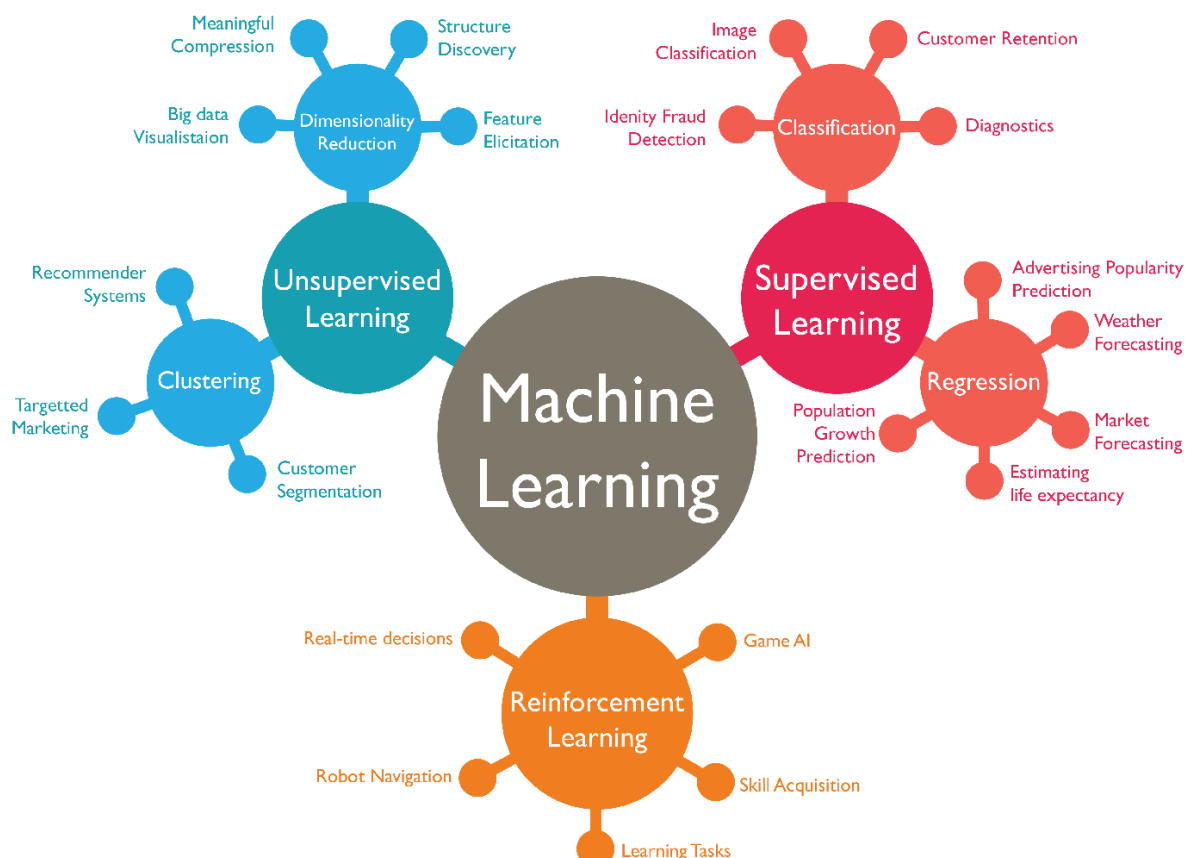 Meaningful
Compression
Structure
Discovery
Big data
Visualistaion
Dimensionality
Reduction
Feature
Elicitation
Image
Classification
Customer Retention
Idenity Fraud
Detection
Classification
Diagnostics
Recommender
Systems
Unsupervised
Learning
Clustering
Targetted
Marketing
Customer
Segmentation
Machine
Learning
Supervised
Learning
Advertising Popularity
Prediction
Weather
Forecasting
Regression
Population
Growth
Prediction
Market
Forecasting
Estimating
life expectancy
Real-time decisions
Game AI
Reinforcement
Learning
Robot Navigation
Skill Acquisition
Learning Tasks